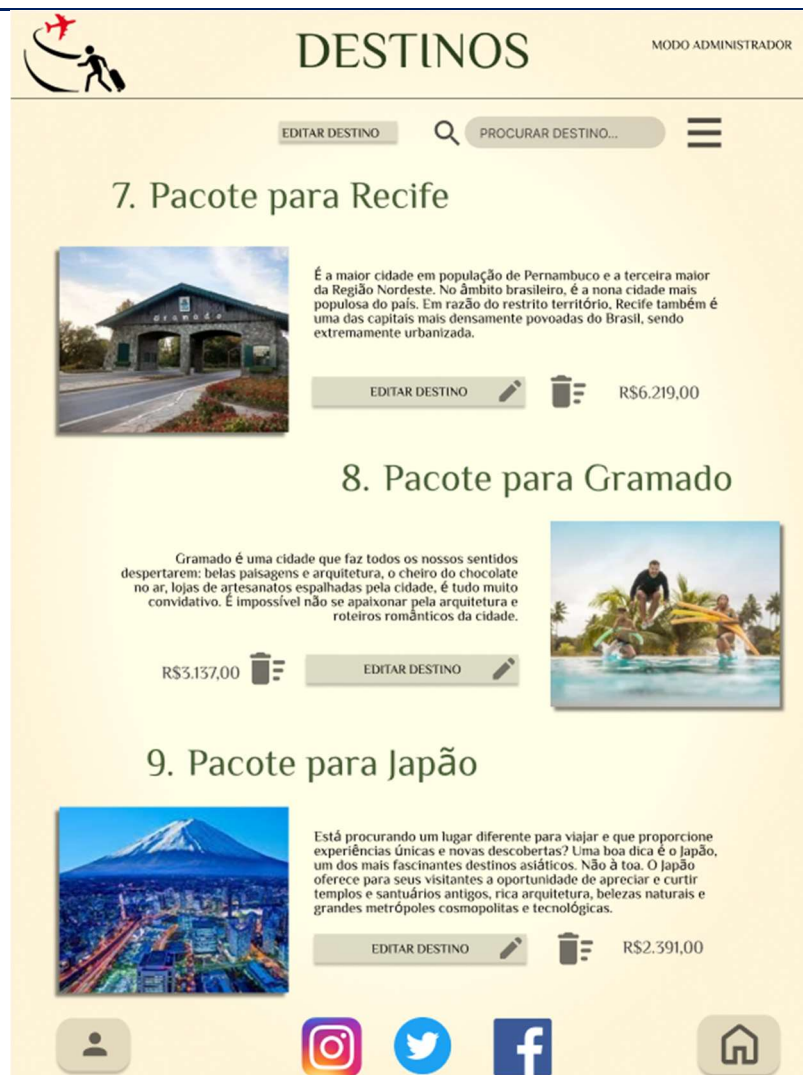 DESTINOS
MODO ADMINISTRADOR
EDITAR DESTINO
PROCURAR DESTINO...
7. Pacote para Recife
gramado
É a maior cidade em população de Pernambuco e a terceira maior
da Região Nordeste. No âmbito brasileiro, é a nona cidade mais
populosa do país. Em razão do restrito território, Recife também é
uma das capitais mais densamente povoadas do Brasil, sendo
extremamente urbanizada.
EDITAR DESTINO
R$6.219,00
8. Pacote para Gramado
Gramado é uma cidade que faz todos os nossos sentidos
despertarem: belas paisagens e arquitetura, o cheiro do chocolate
no ar, lojas de artesanatos espalhadas pela cidade, é tudo muito
convidativo. É impossível não se apaixonar pela arquitetura e
roteiros românticos da cidade.
R$3.137,00
EDITAR DESTINO
9. Pacote para Japão
Está procurando um lugar diferente para viajar e que proporcione
experiências únicas e novas descobertas? Uma boa dica é o Japão,
um dos mais fascinantes destinos asiáticos. Não à toa. O Japão
oferece para seus visitantes a oportunidade de apreciar e curtir
templos e santuários antigos, rica arquitetura, belezas naturais e
grandes metrópoles cosmopolitas e tecnológicas.
EDITAR DESTINO
R$2.391,00